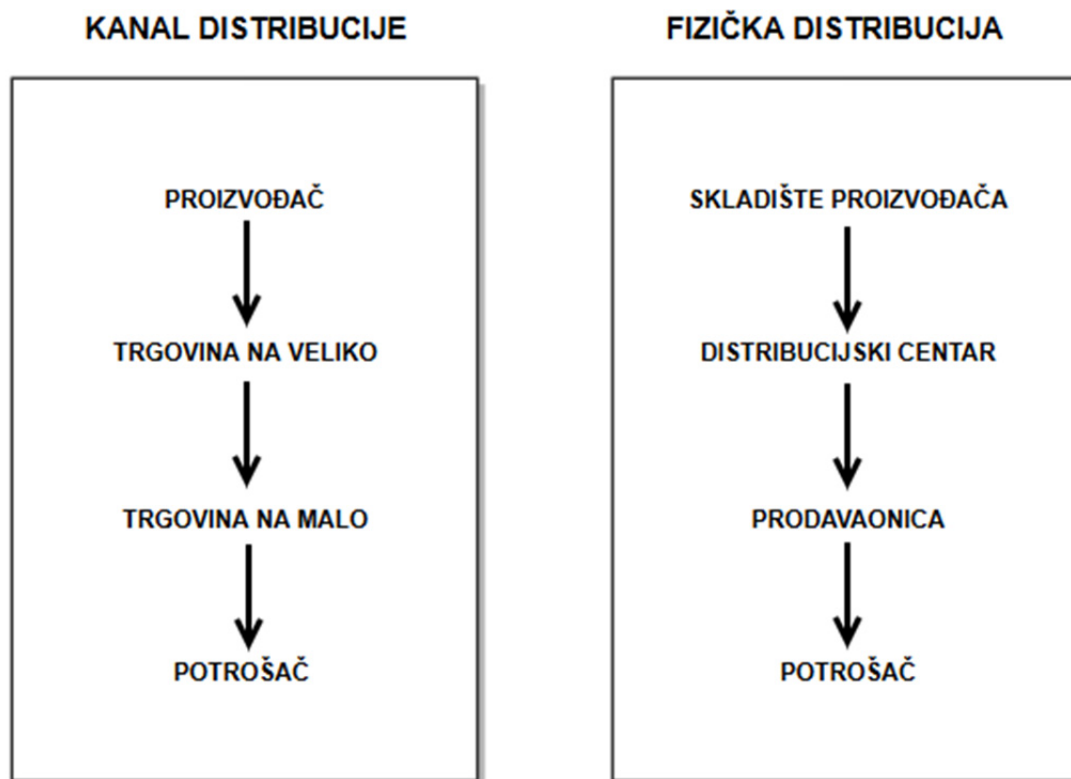 KANAL DISTRIBUCIJE
PROIZVOĐAČ
TRGOVINA NA VELIKO
TRGOVINA NA MALO
POTROŠAČ
FIZIČKA DISTRIBUCIJA
SKLADIŠTE PROIZVOĐAČA
DISTRIBUCIJSKI CENTAR
PRODAVAONICA
POTROŠAČ